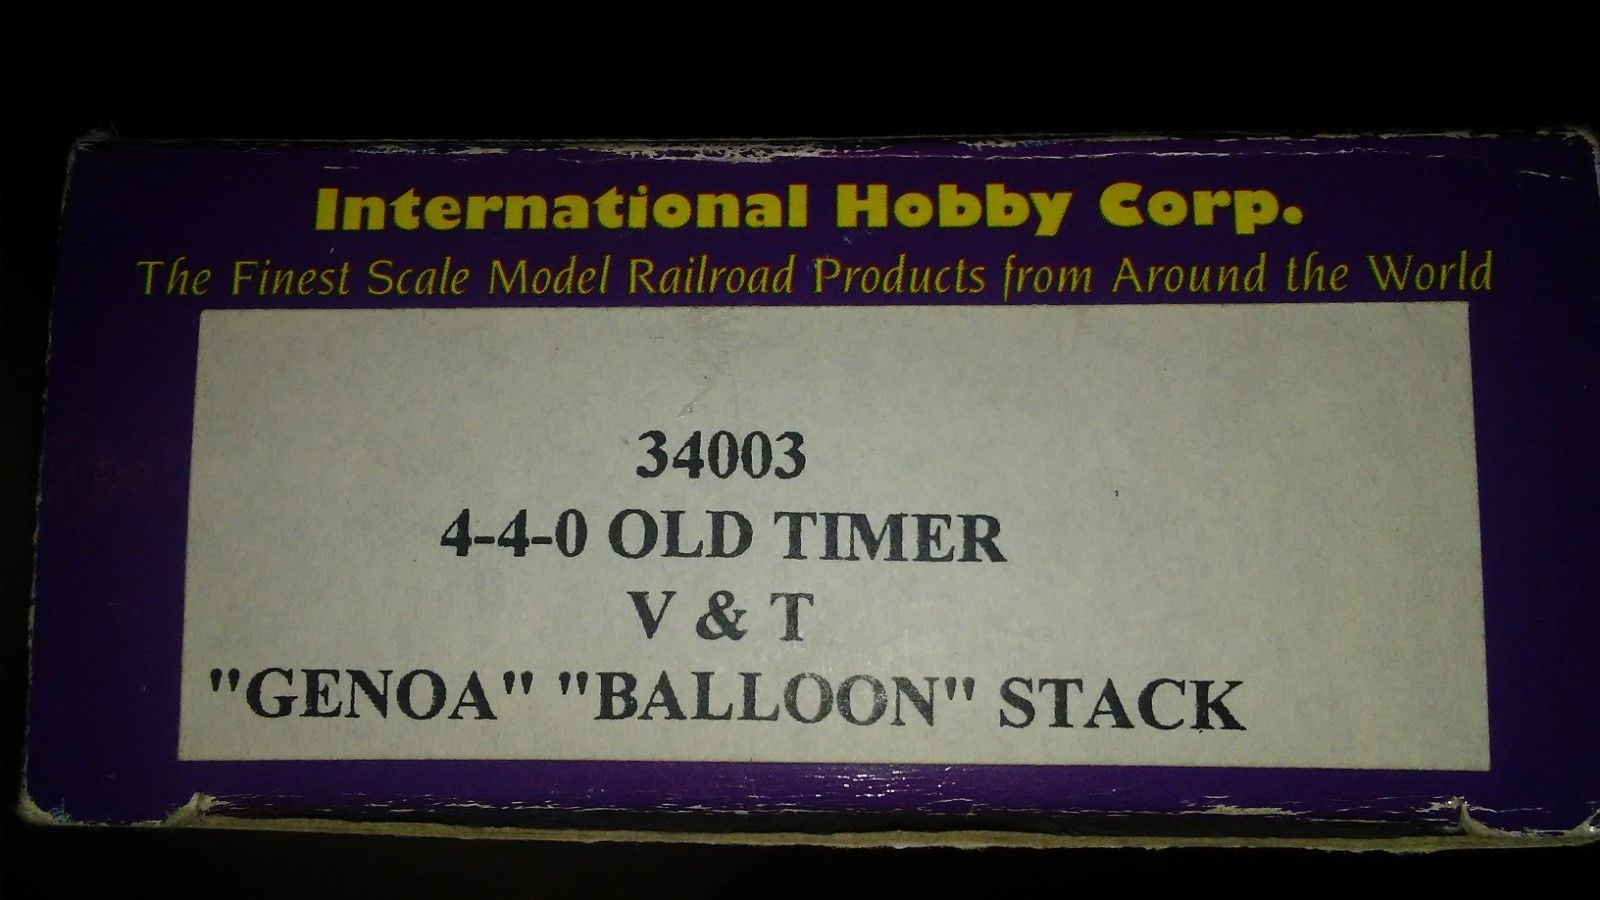 International Hobby Corp.
The Finest Scale Model Railroad Products from Around the World
34003
4-4-0 OLD TIMER
V & T
"GENOA" "BALLOON" STACK